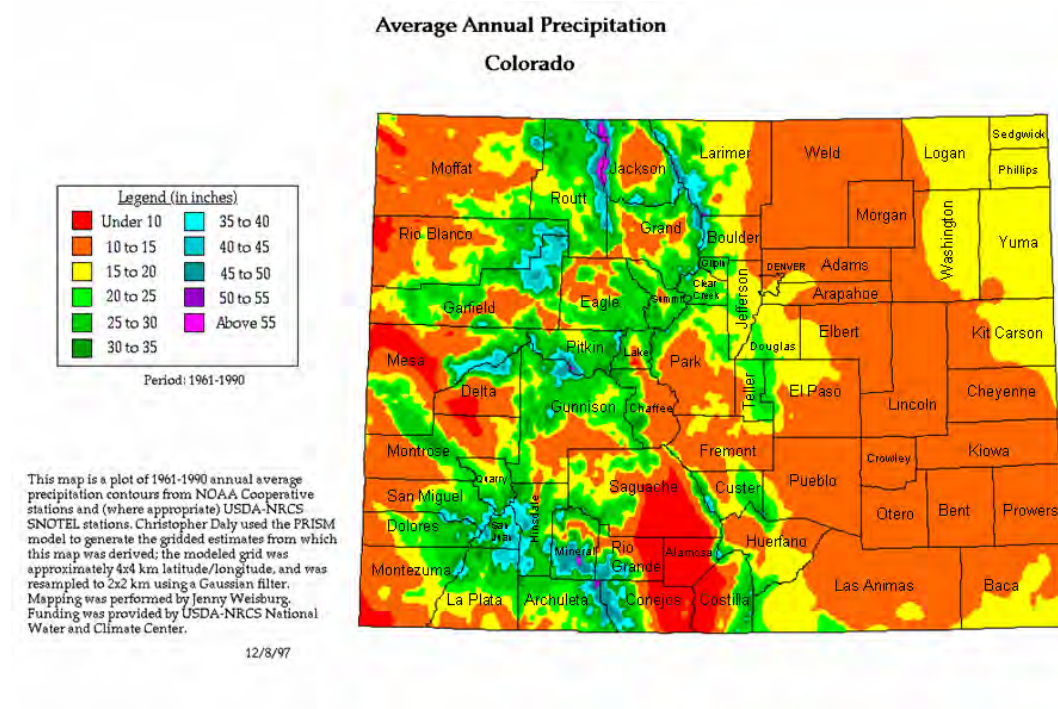 Average Annual Precipitation
Colorado
Legend (in inches)
Under 10
10 to 15
15 to 20
20 to 25
25 to 30
30 to 35
35 to 40
40 to 45
45 to 50
50 to 55
Above 55
Period: 1961-1990
This map is a plot of 1961-1990 annual average
precipitation contours from NOAA Cooperative
stations and (where appropriate) USDA-NRCS
SNOTEL stations. Christopher Daly used the PRISM
model to generate the gridded estimates from which
this map was derived; the modeled grid was
approximately 4x4 km latitude/longitude, and was
resampled to 2x2 km using a Gaussian filter.
Mapping was performed by Jenny Weisburg.
Funding was provided by USDA-NRCS National
Water and Climate Center.
12/8/97
Moffat
Routt
Jackson
Larimer
Weld
Logan
Sedgwick
Phillips
Rio Blanco
Grand
Boulder
Morgan
Washington
Yuma
Gilpin
Clear
Creek
DENVER
Adams
Garfield
Eagle
Summit
Jefferson
Arapahoe
Mesa
Pitkin
Lake
Park
Douglas
Elbert
Kit Carson
Delta
Gunnison
Chaffee
Teller
El Paso
Lincoln
Cheyenne
Montrose
Fremont
Crowley
Kiowa
Quarry
Saguache
Custer
Pueblo
San Miguel
Dolores
San
Juan
Hinsdale
Mineral
Rio
Grande
Alamosa
Huerfano
Otero
Bent
Prowers
Montezuma
La Plata
Archuleta
Conejos
Costilla
Las Animas
Baca